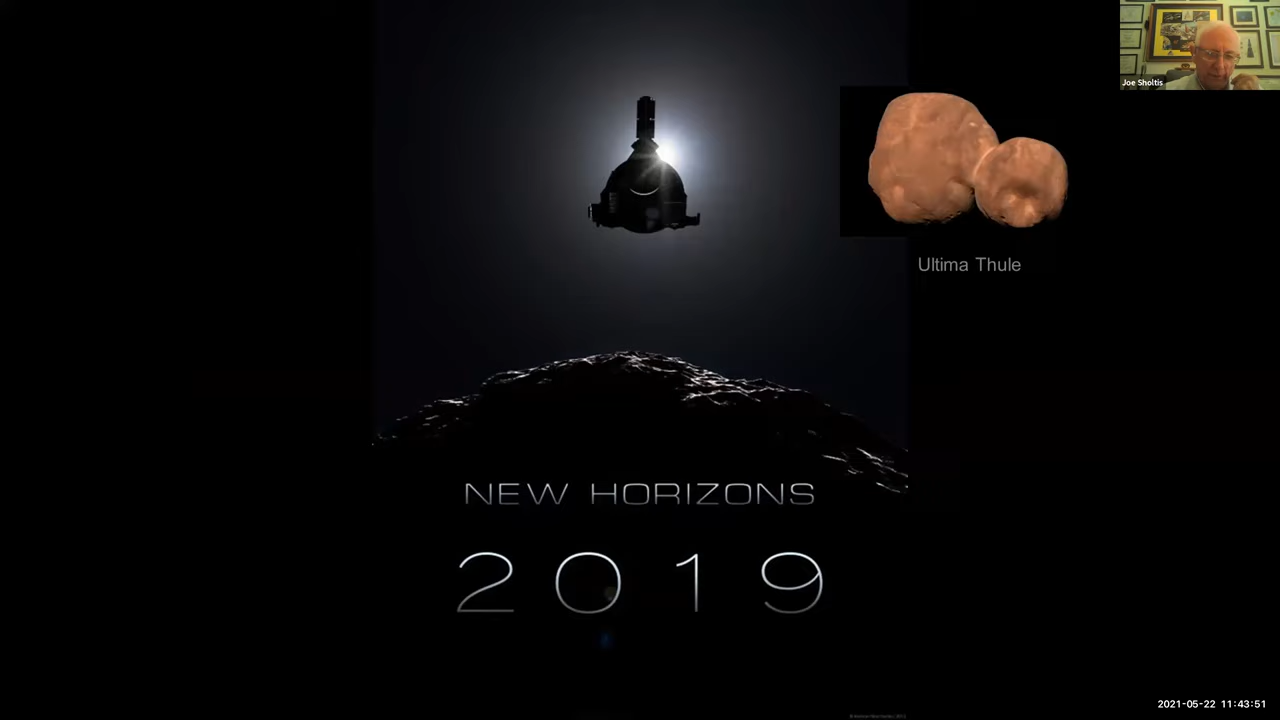 Joe Sholtis
Ultima Thule
NEW HORIZONS
2019
2021-05-22 11:43:51